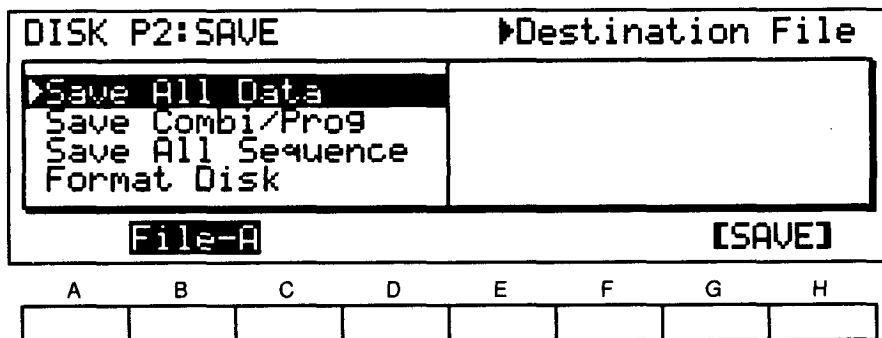 DISK P2:SAVE ▶Destination File
▶Save All Data
Save Combi/Prog
Save All Sequence
Format Disk
File-A [SAVE]
A B C D E F G H